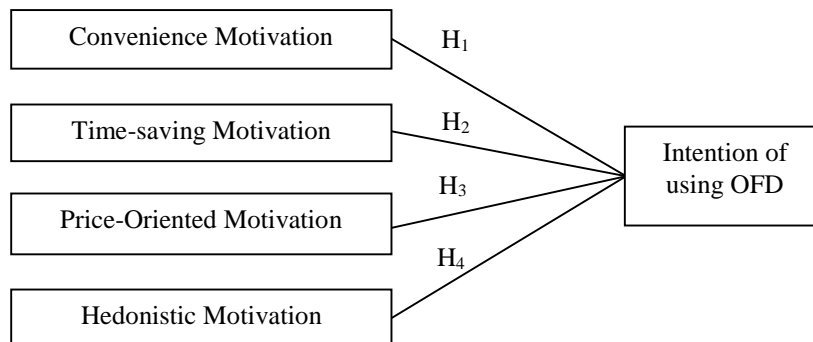 Convenience Motivation
H₁
Time-saving Motivation
H₂
Intention of
using OFD
H₃
Price-Oriented Motivation
H₄
Hedonistic Motivation